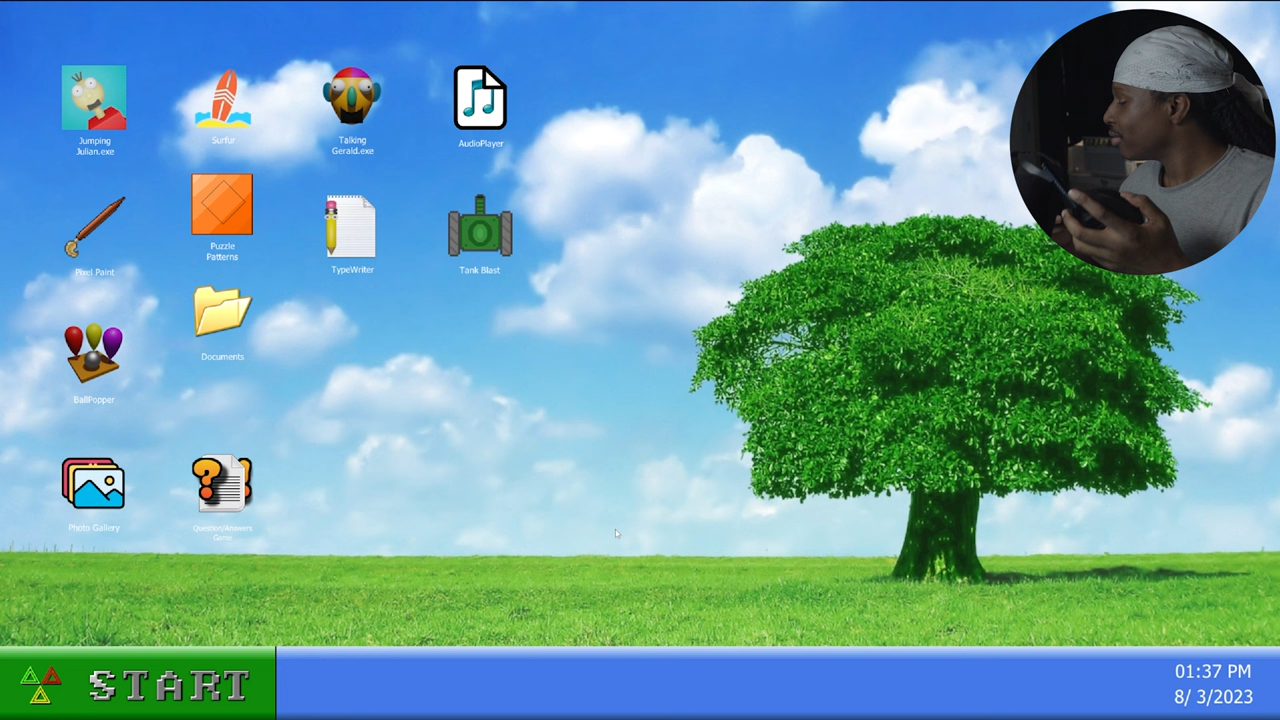 Jumping
Julian.exe
Surfur
Talking
Gerald.exe
AudioPlayer
Pixel Paint
Puzzle
Patterns
TypeWriter
Tank Blast
BallPopper
Documents
Photo Gallery
Question/Answers
Genie
START
01:37 PM
8/ 3/2023